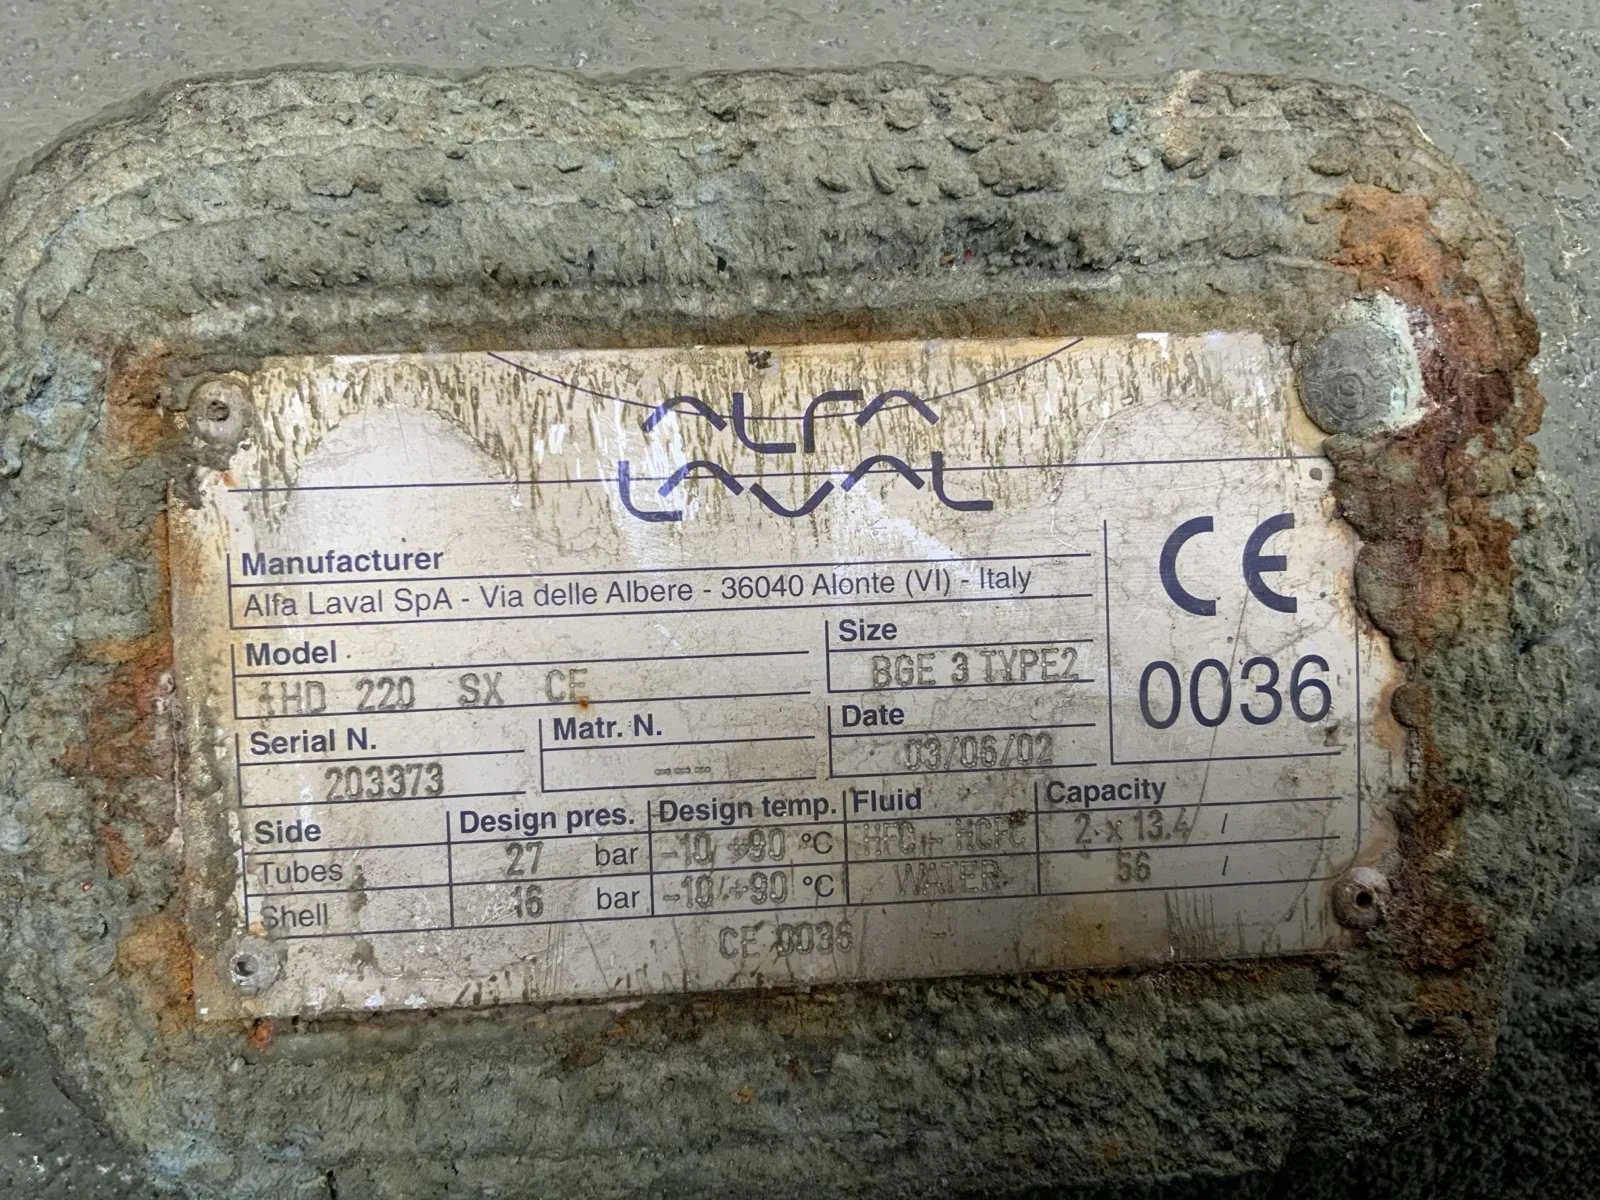 ALFA
LAVAL
Manufacturer
Alfa Laval SpA - Via delle Albere - 36040 Alonte (VI) - Italy
CE
0036
Model
Size
HD 220 SX CE
BGE 3 TYPE2
Serial N.
Matr. N.
Date
203373
---
03/06/02
Side
Design pres.
Design temp.
Fluid
Capacity
Tubes 27 bar -10/+90 °C HFC - HCFC 2 x 13.4 l
Shell 16 bar -10/+90 °C WATER 56 l
CE 0036